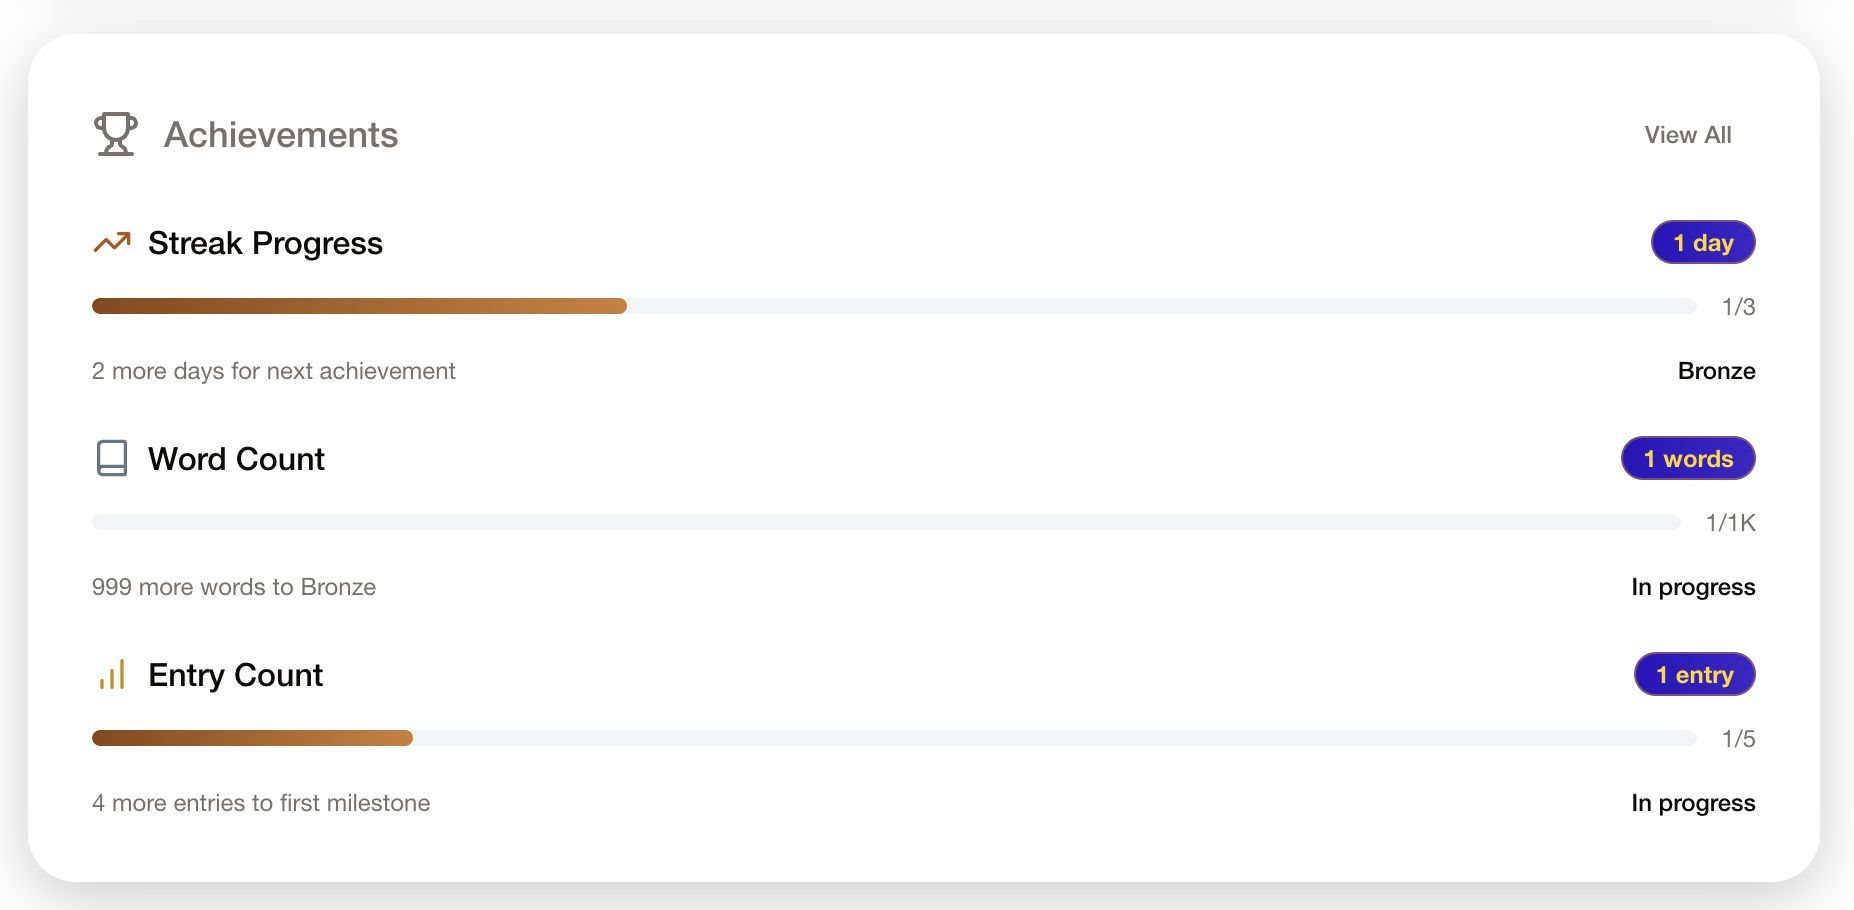 Achievements
View All
Streak Progress
1 day
1/3
2 more days for next achievement
Bronze
Word Count
1 words
1/1K
999 more words to Bronze
In progress
Entry Count
1 entry
1/5
4 more entries to first milestone
In progress